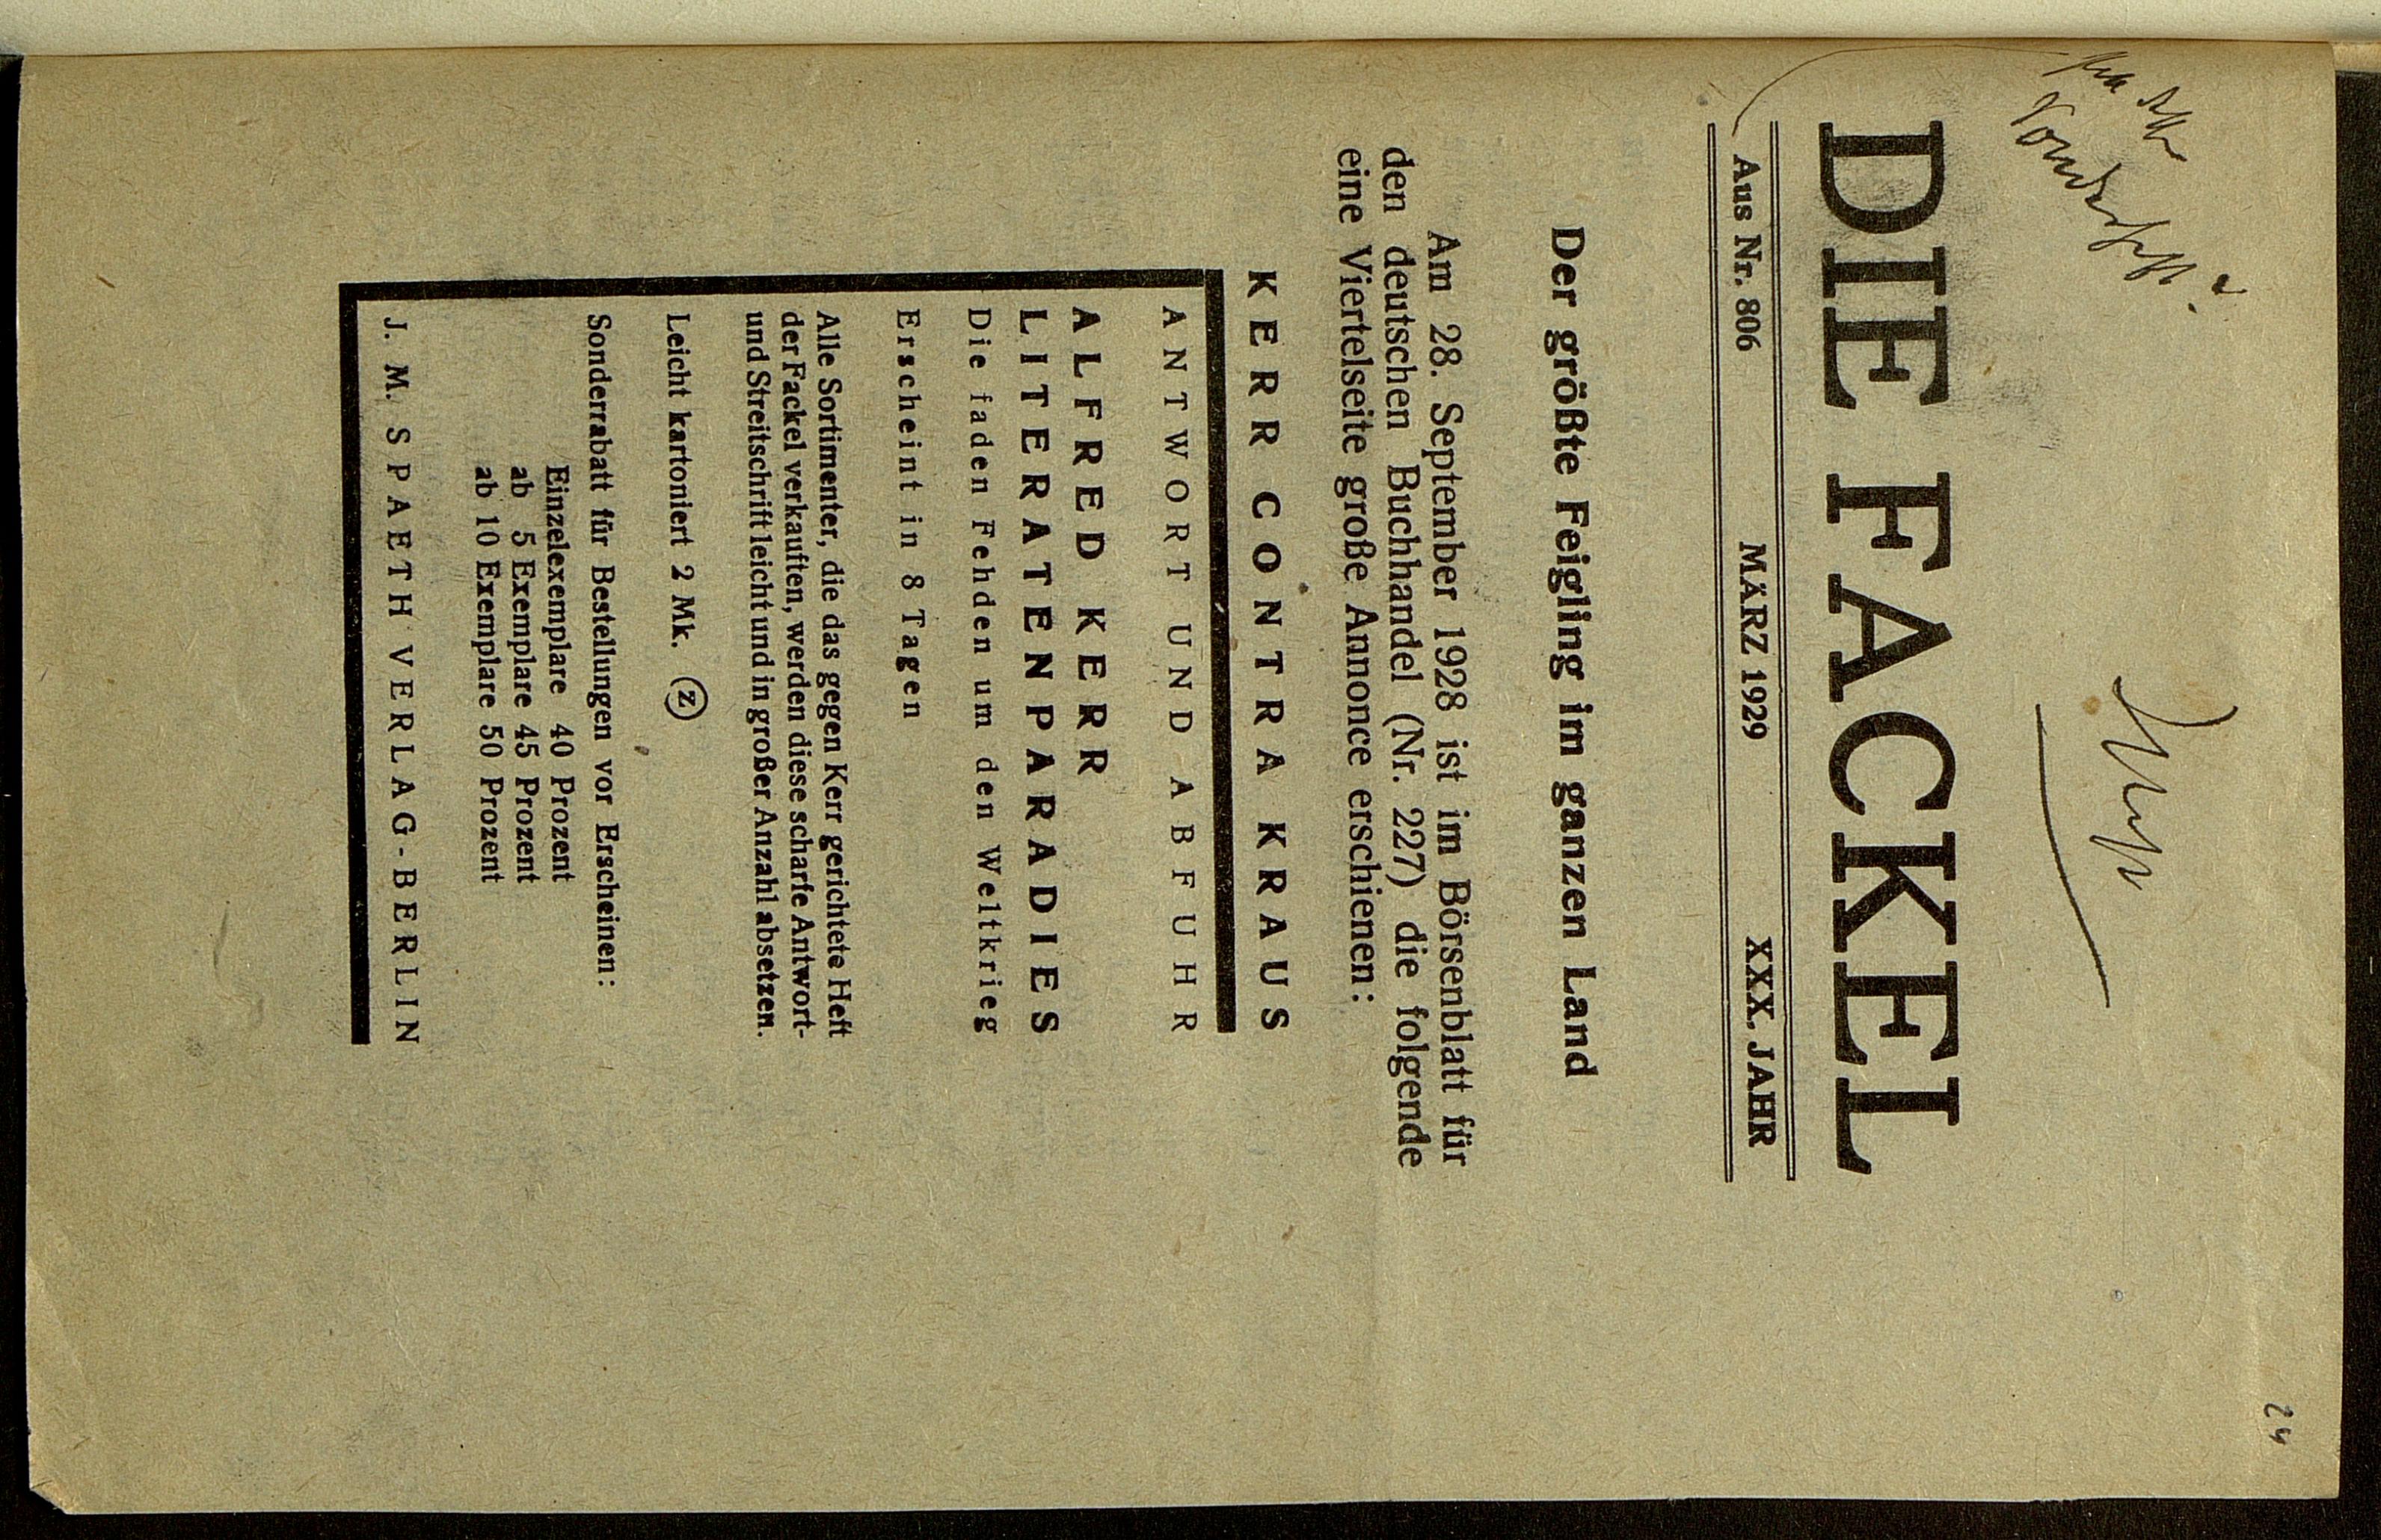 24
DIE FACKEL
Aus Nr. 806 MÄRZ 1929 XXX. JAHR
Der größte Feigling im ganzen Land
Am 28. September 1928 ist im Börsenblatt für
den deutschen Buchhandel (Nr. 227) die folgende
eine Viertelseite große Annonce erschienen:
KERR CONTRA KRAUS
ANTWORT UND ABFUHR
ALFRED KERR
LITERATENPARADIES
Die faden Fehden um den Weltkrieg
Erscheint in 8 Tagen
Alle Sortimenter, die das gegen Kerr gerichtete Heft
der Fackel verkauften, werden diese scharfe Antwort-
und Streitschrift leicht und in großer Anzahl absetzen.
Leicht kartoniert 2 Mk. Z
Sonderrabatt für Bestellungen vor Erscheinen:
Einzelexemplare 40 Prozent
ab 5 Exemplare 45 Prozent
ab 10 Exemplare 50 Prozent
J. M. SPAETH VERLAG-BERLIN